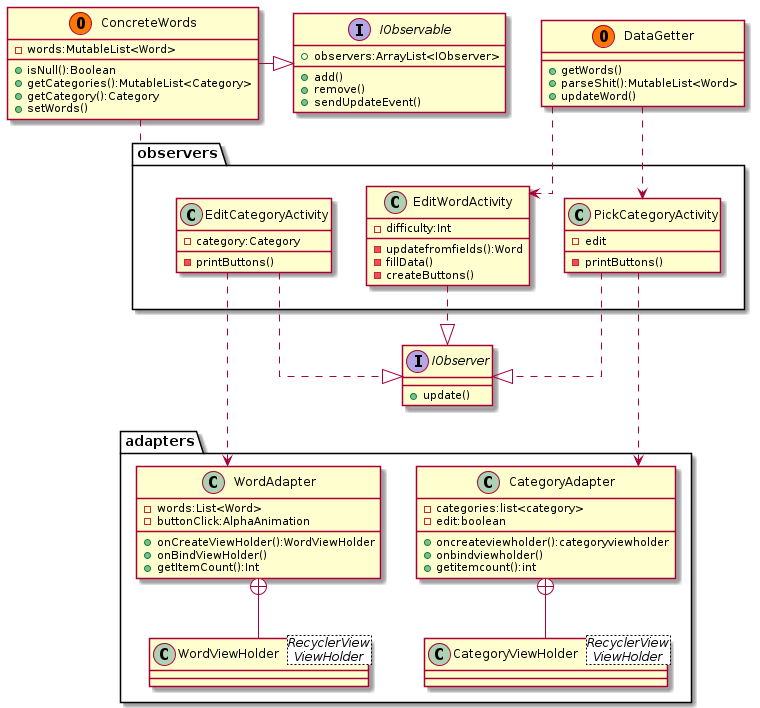 O ConcreteWords
words:MutableList<Word>
isNull():Boolean
getCategories():MutableList<Category>
getCategory():Category
setWords()
I IObservable
observers:ArrayList<IObserver>
add()
remove()
sendUpdateEvent()
O DataGetter
getWords()
parseShit():MutableList<Word>
updateWord()
observers
C EditCategoryActivity
category:Category
printButtons()
C EditWordActivity
difficulty:Int
updatefromfields():Word
fillData()
createButtons()
C PickCategoryActivity
edit
printButtons()
I IObserver
update()
adapters
C WordAdapter
words:List<Word>
buttonClick:AlphaAnimation
onCreateViewHolder():WordViewHolder
onBindViewHolder()
getItemCount():Int
C CategoryAdapter
categories:list<category>
edit:boolean
oncreateviewholder():categoryviewholder
onbindviewholder()
getitemcount():int
C WordViewHolder
RecyclerView
ViewHolder
C CategoryViewHolder
RecyclerView
ViewHolder